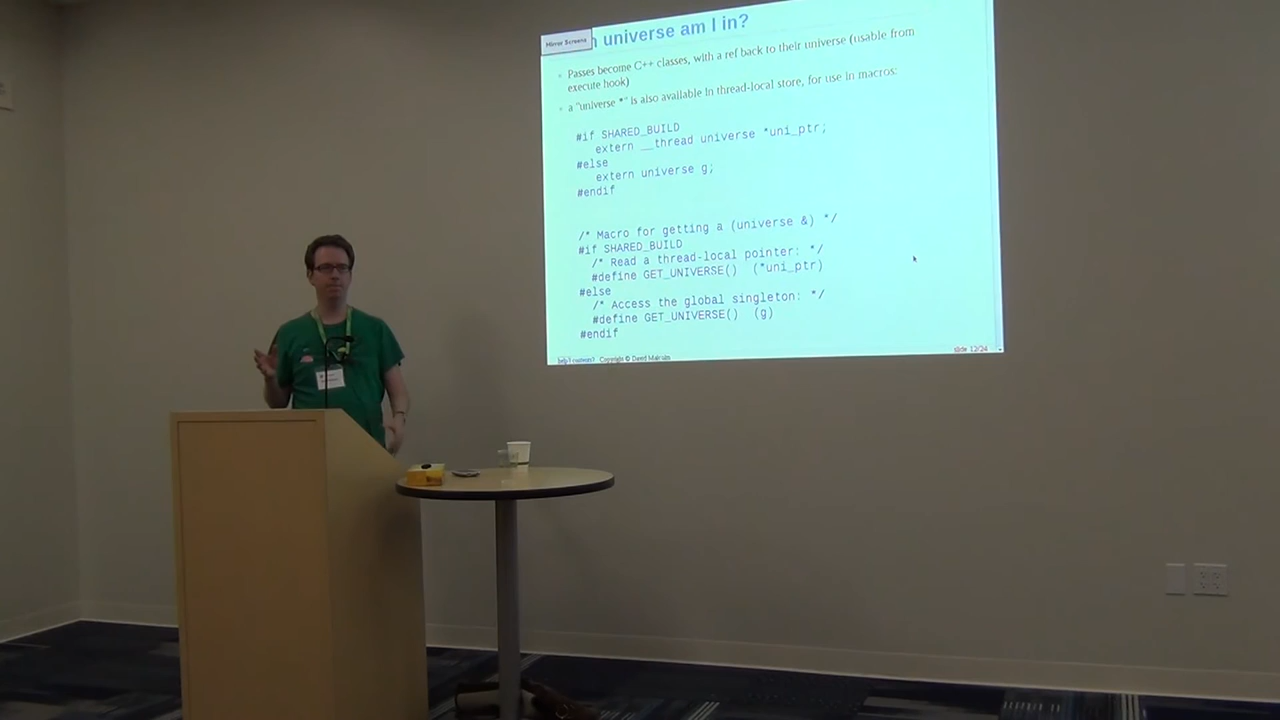 Mirror Screens
universe am I in?
Passes become C++ classes, with a ref back to their universe (usable from
execute hook)
a "universe *" is also available in thread-local store, for use in macros:
#if SHARED_BUILD
extern __thread universe *uni_ptr;
#else
extern universe g;
#endif
/* Macro for getting a (universe &) */
#if SHARED_BUILD
/* Read a thread-local pointer: */
#define GET_UNIVERSE() (*uni_ptr)
#else
/* Access the global singleton: */
#define GET_UNIVERSE() (g)
#endif
Copyright © David Malcolm
slide 12/24